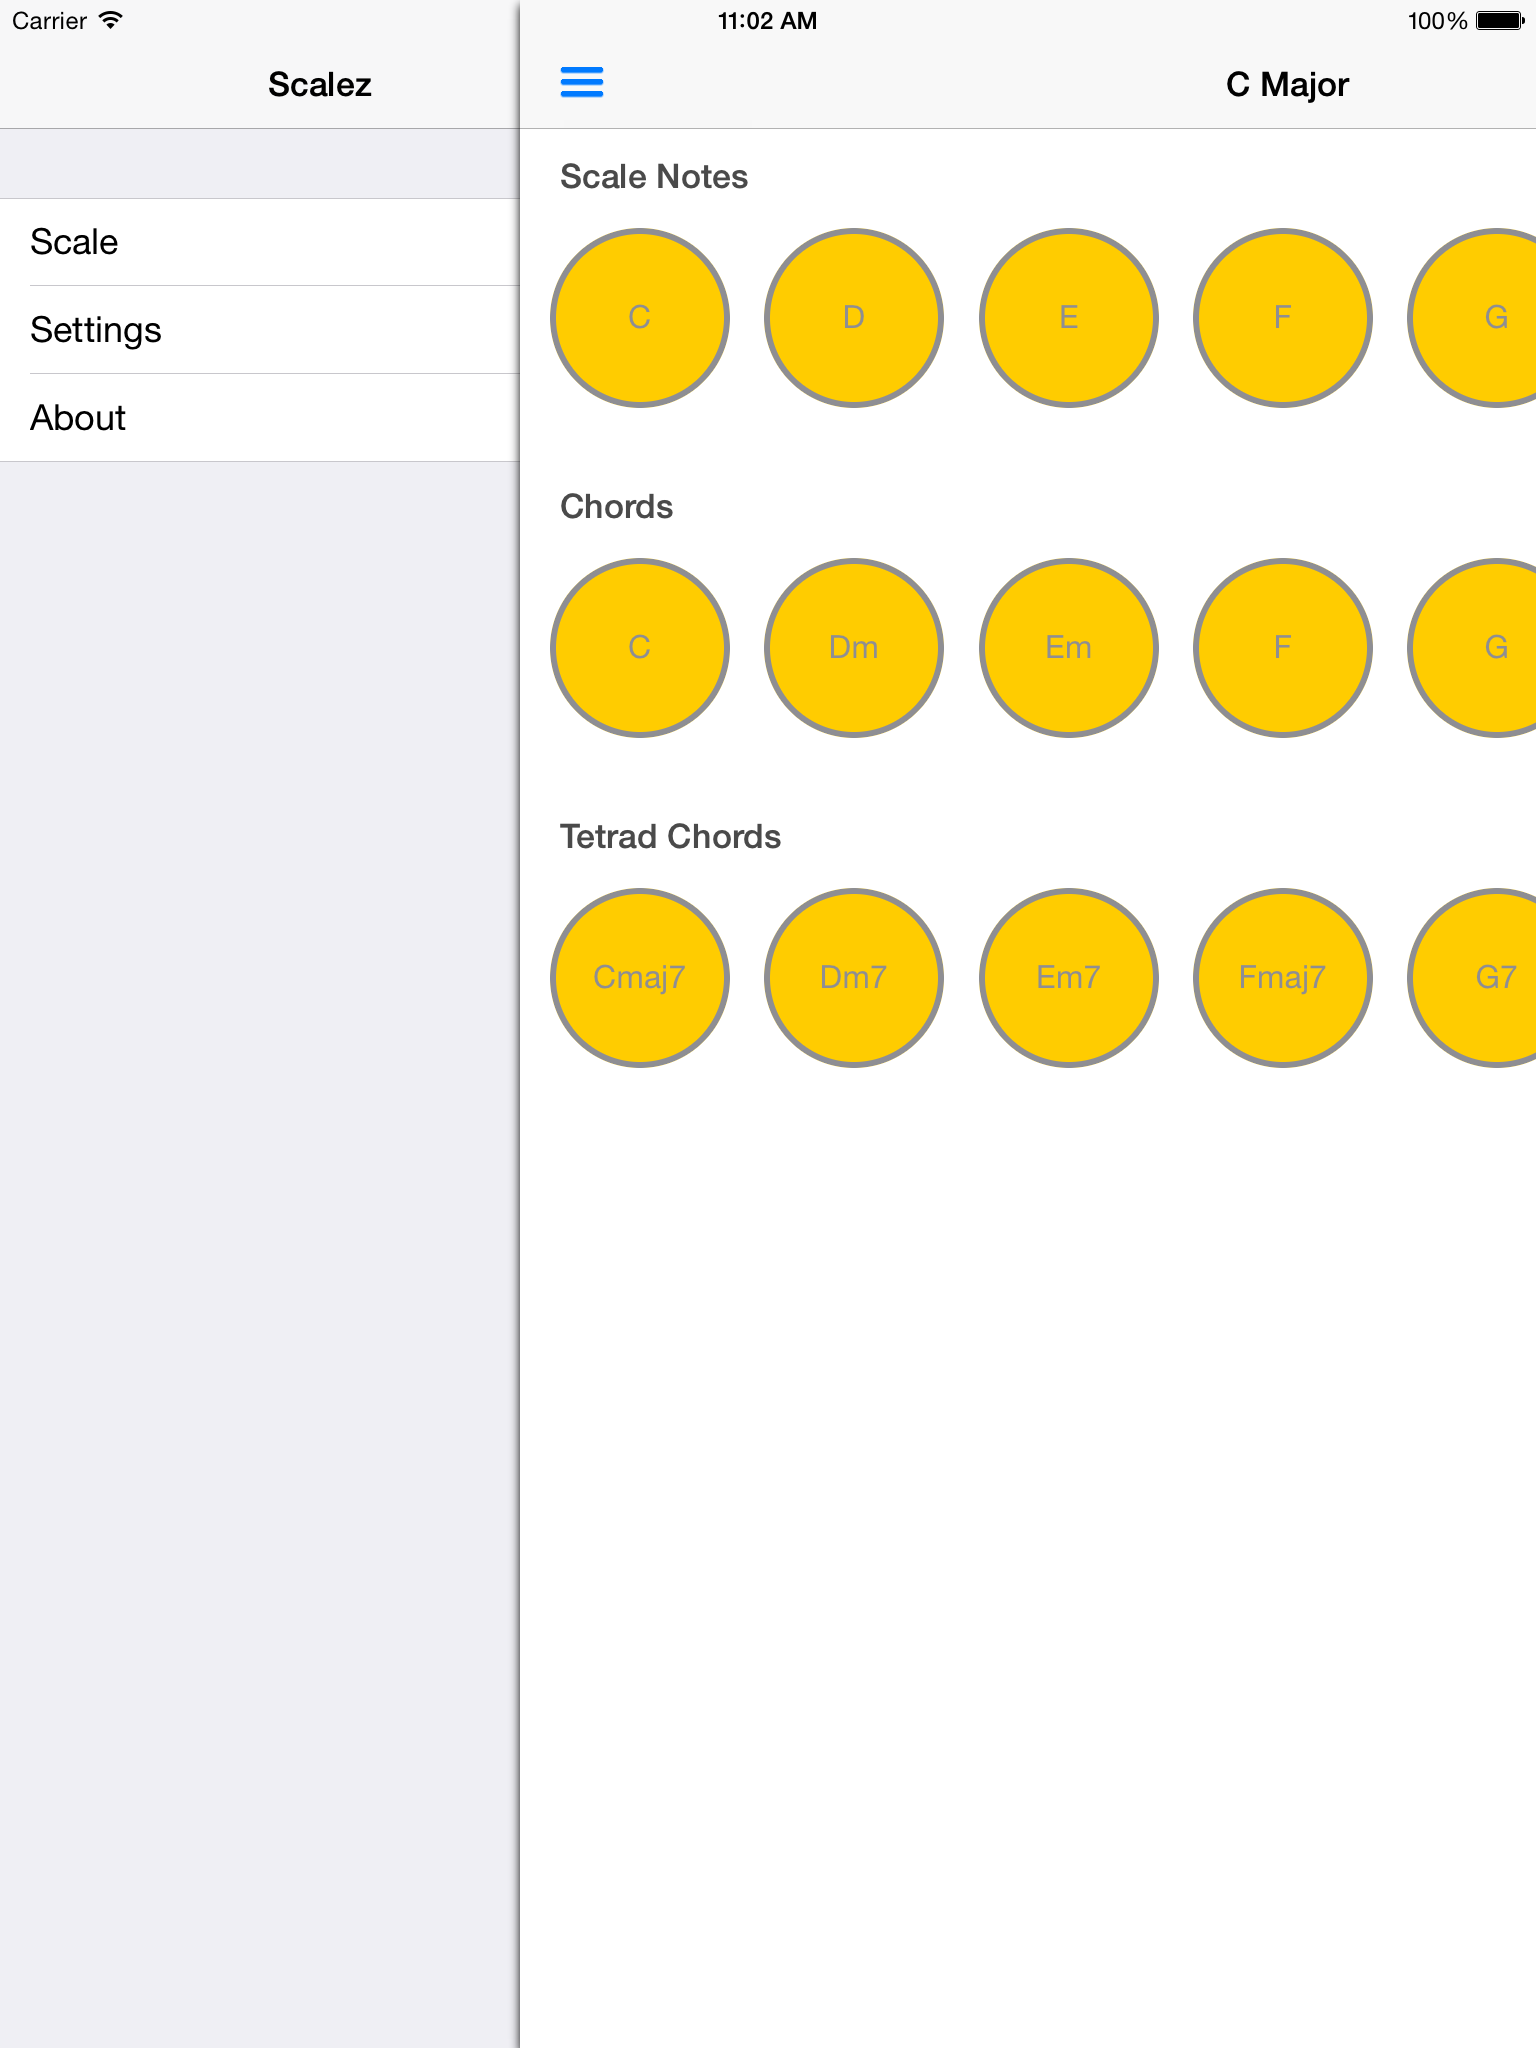 Carrier 11:02 AM 100%
Scalez
C Major
Scale
Settings
About
Scale Notes
C D E F G
Chords
C Dm Em F G
Tetrad Chords
Cmaj7 Dm7 Em7 Fmaj7 G7